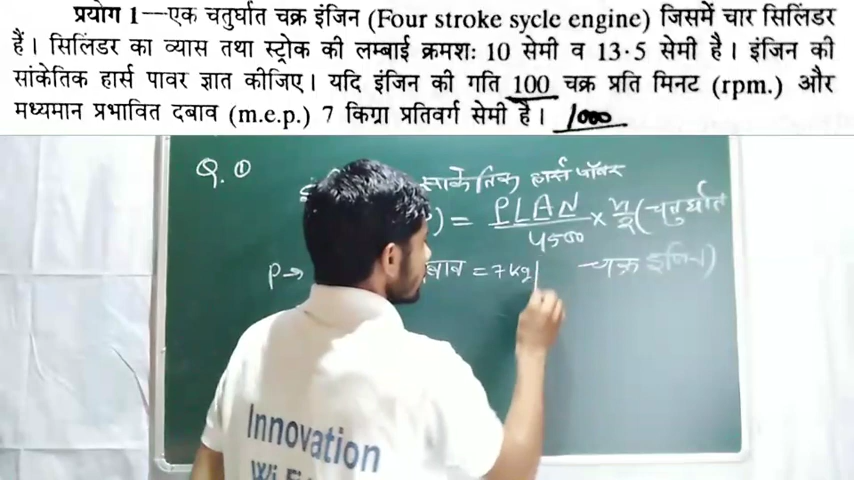 प्रयोग 1—एक चतुर्घात चक्र इंजिन (Four stroke sycle engine) जिसमें चार सिलिंडर
हैं। सिलिंडर का व्यास तथा स्ट्रोक की लम्बाई क्रमशः 10 सेमी व 13·5 सेमी है। इंजिन की
सांकेतिक हार्स पावर ज्ञात कीजिए। यदि इंजिन की गति 100 चक्र प्रति मिनट (rpm.) और
मध्यमान प्रभावित दबाव (m.e.p.) 7 किग्रा प्रतिवर्ग सेमी है। 1000
Q. ①
सांकेतिक हार्स पॉवर
) = PLAN/4500 × n/2 (चतुर्घात
चक्र इंजिन)
P→ = 7kg/
Innovation